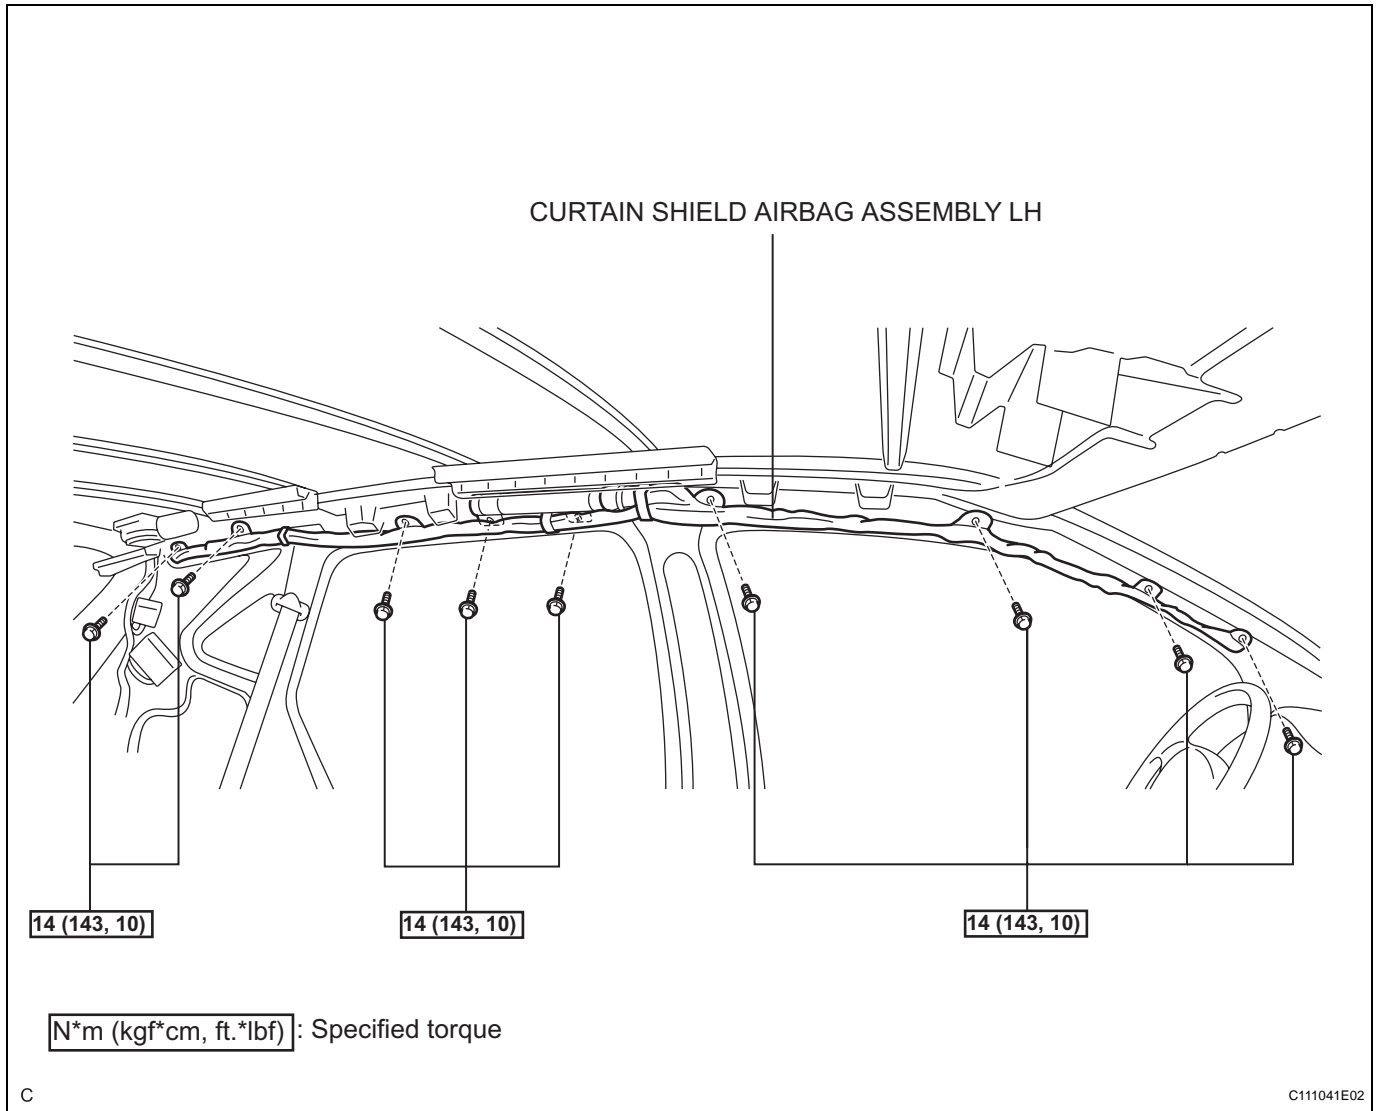 CURTAIN SHIELD AIRBAG ASSEMBLY LH
14 (143, 10)
14 (143, 10)
14 (143, 10)
N*m (kgf*cm, ft.*lbf) : Specified torque
C
C111041E02